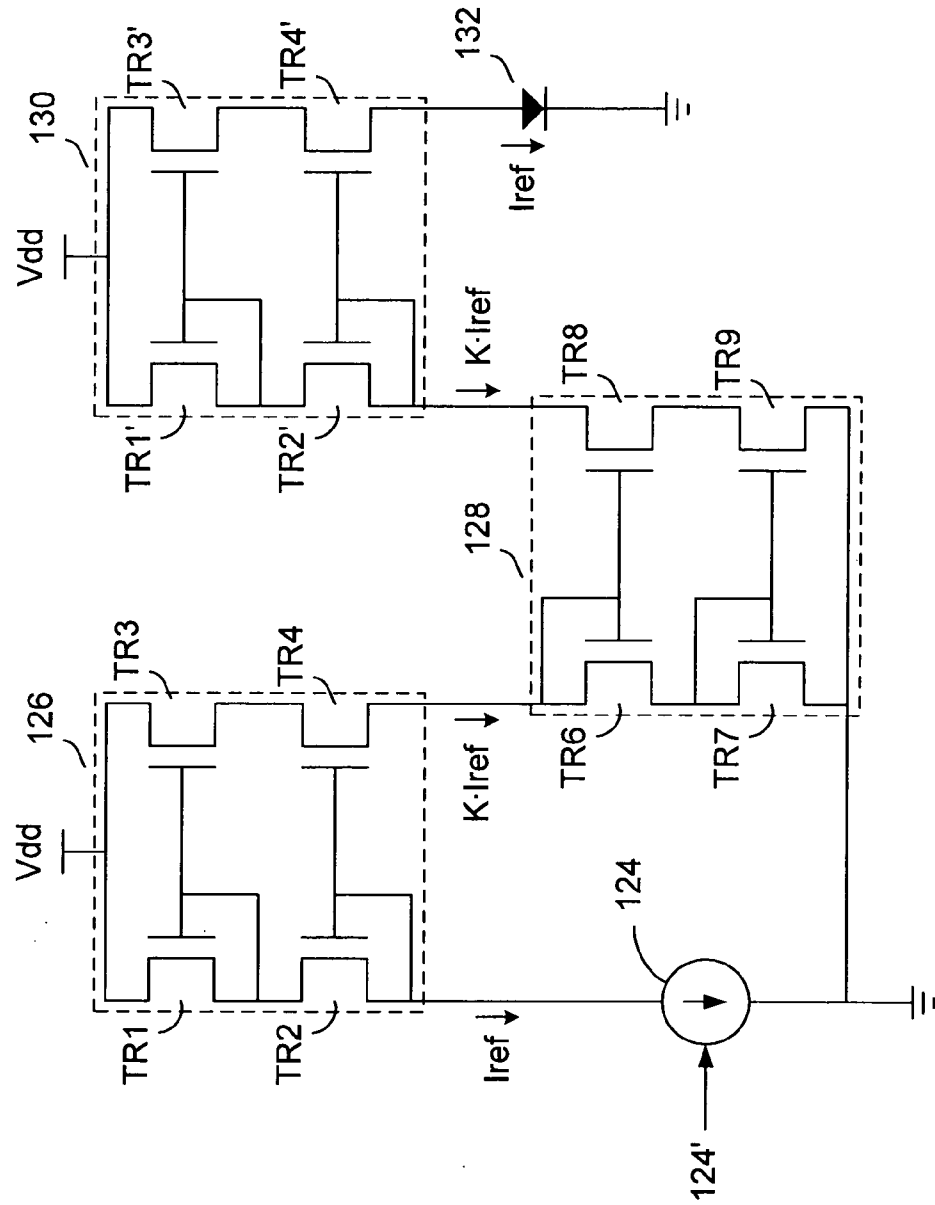 130
Vdd
TR3'
TR4'
132
TR1'
TR2'
Iref
K·Iref
TR8
TR9
128
126
Vdd
TR3
TR4
TR1
TR2
K·Iref
TR6
TR7
Iref
124
124'